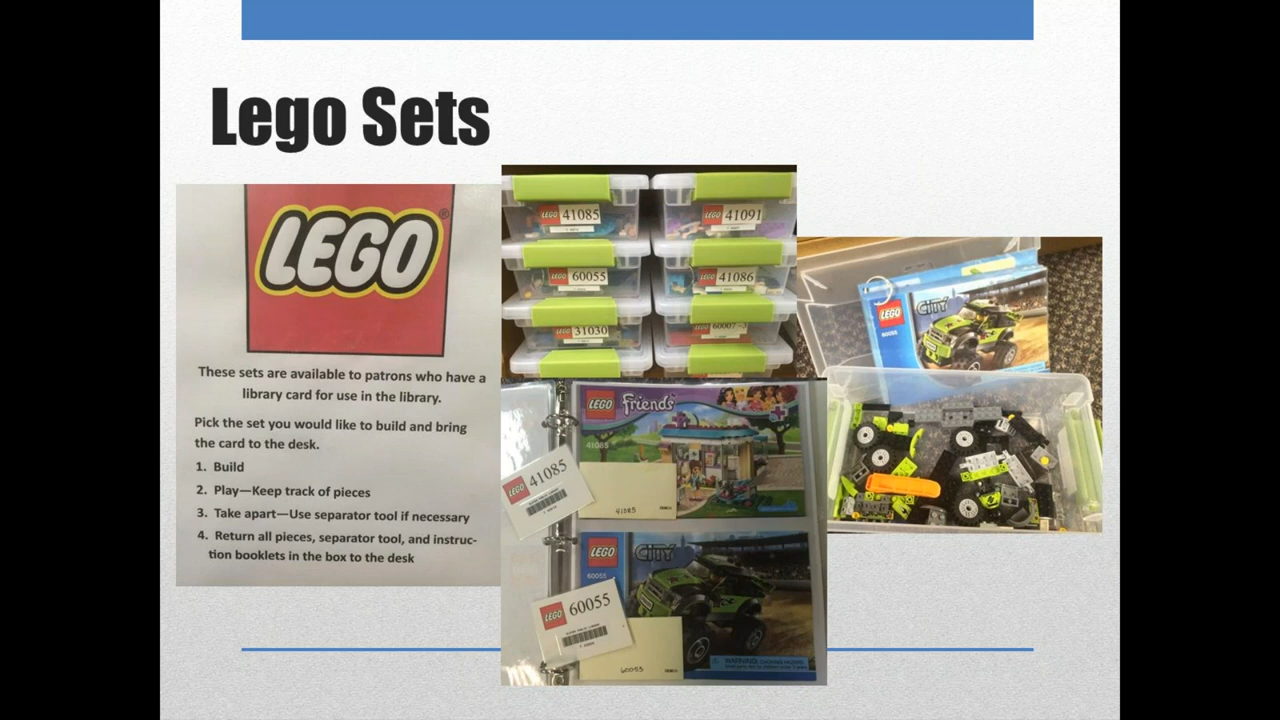 Lego Sets
LEGO®
These sets are available to patrons who have a
library card for use in the library.
Pick the set you would like to build and bring
the card to the desk.
1. Build
2. Play—Keep track of pieces
3. Take apart—Use separator tool if necessary
4. Return all pieces, separator tool, and instruc-
tion booklets in the box to the desk
LEGO 41085
LEGO 41091
LEGO 60055
LEGO 41086
31030
60007
LEGO CITY
60055
LEGO Friends
41085
LEGO 41085
41085
LEGO CITY
60055
LEGO 60055
60055
WARNING: CHOKING HAZARD